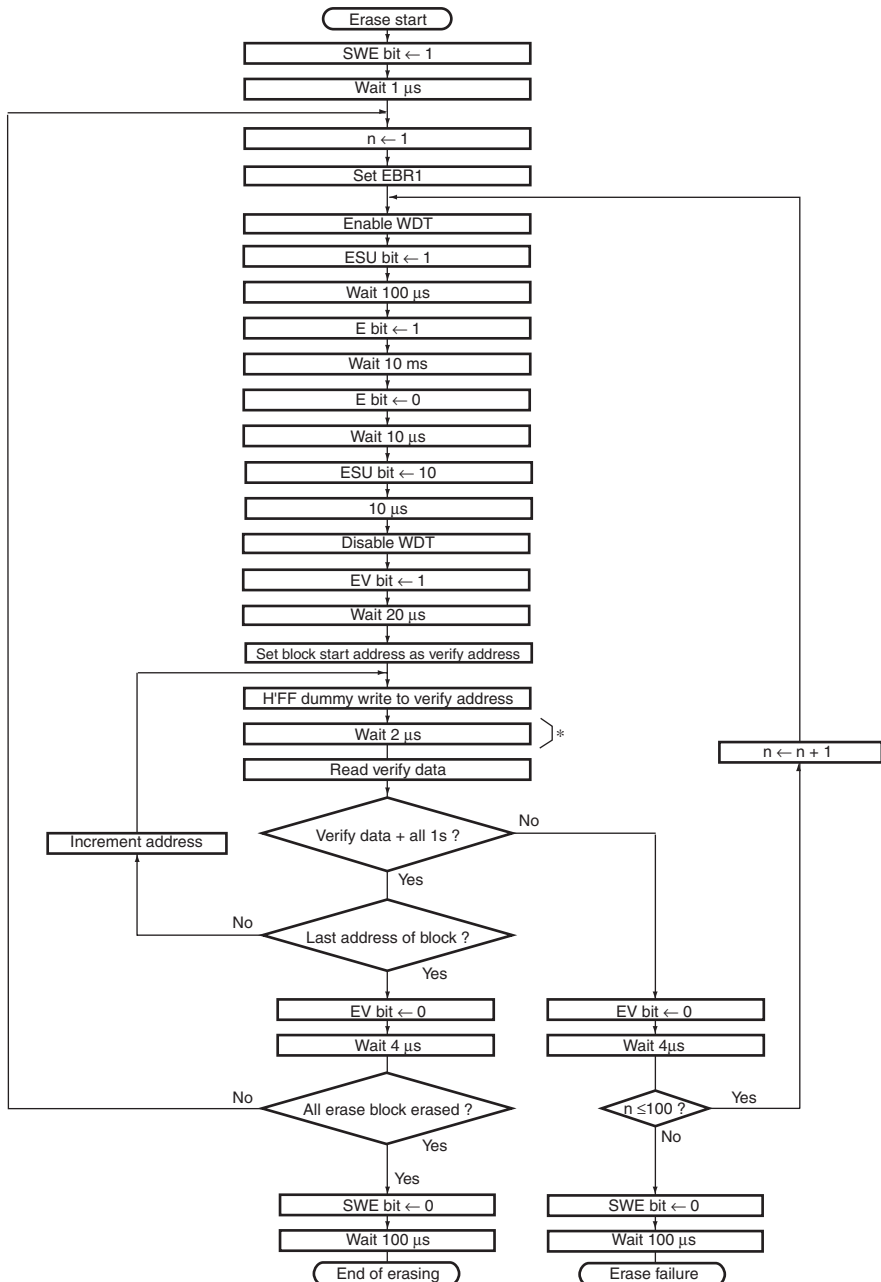 Erase start
SWE bit ← 1
Wait 1 μs
n ← 1
Set EBR1
Enable WDT
ESU bit ← 1
Wait 100 μs
E bit ← 1
Wait 10 ms
E bit ← 0
Wait 10 μs
ESU bit ← 10
10 μs
Disable WDT
EV bit ← 1
Wait 20 μs
Set block start address as verify address
H'FF dummy write to verify address
Wait 2 μs
*
n ← n + 1
Read verify data
Verify data + all 1s ?
No
Increment address
Yes
No
Last address of block ?
Yes
EV bit ← 0
EV bit ← 0
Wait 4 μs
Wait 4μs
No
All erase block erased ?
n ≤100 ?
Yes
Yes
No
Yes
SWE bit ← 0
SWE bit ← 0
Wait 100 μs
Wait 100 μs
End of erasing
Erase failure